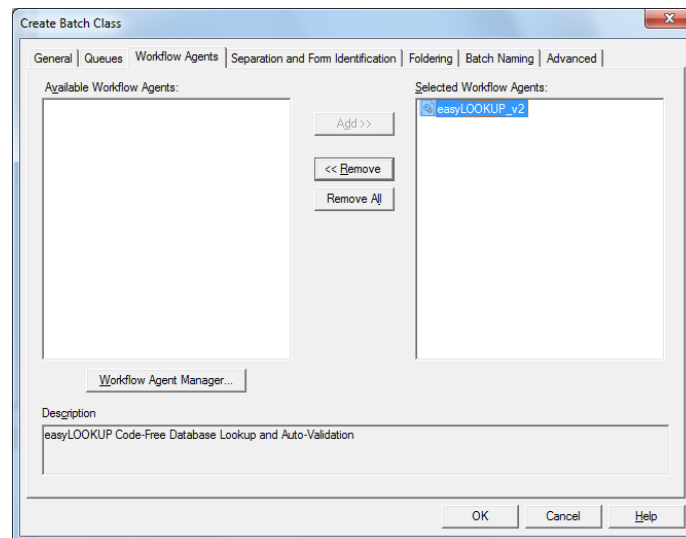 Create Batch Class
General Queues Workflow Agents Separation and Form Identification Foldering Batch Naming Advanced
Available Workflow Agents:
Selected Workflow Agents:
easyLOOKUP_v2
Add >>
<< Remove
Remove All
Workflow Agent Manager...
Description
easyLOOKUP Code-Free Database Lookup and Auto-Validation
OK Cancel Help